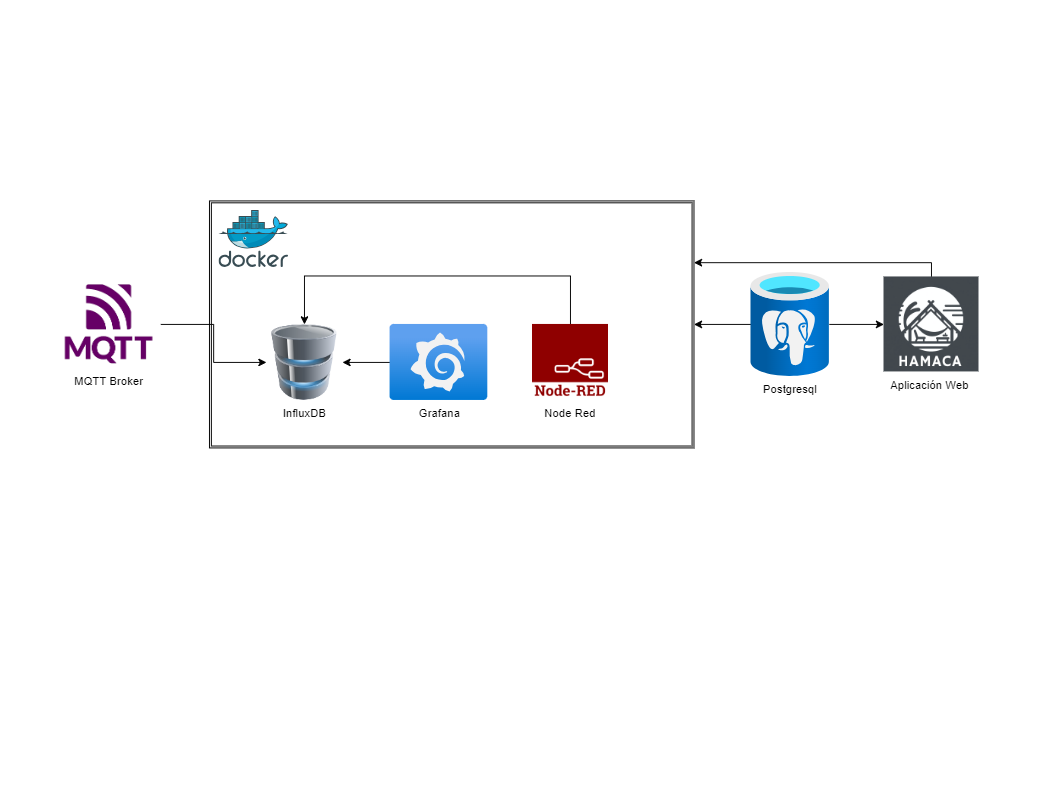 docker
MQTT
MQTT Broker
InfluxDB
Grafana
Node-RED
Node Red
Postgresql
HAMACA
Aplicación Web